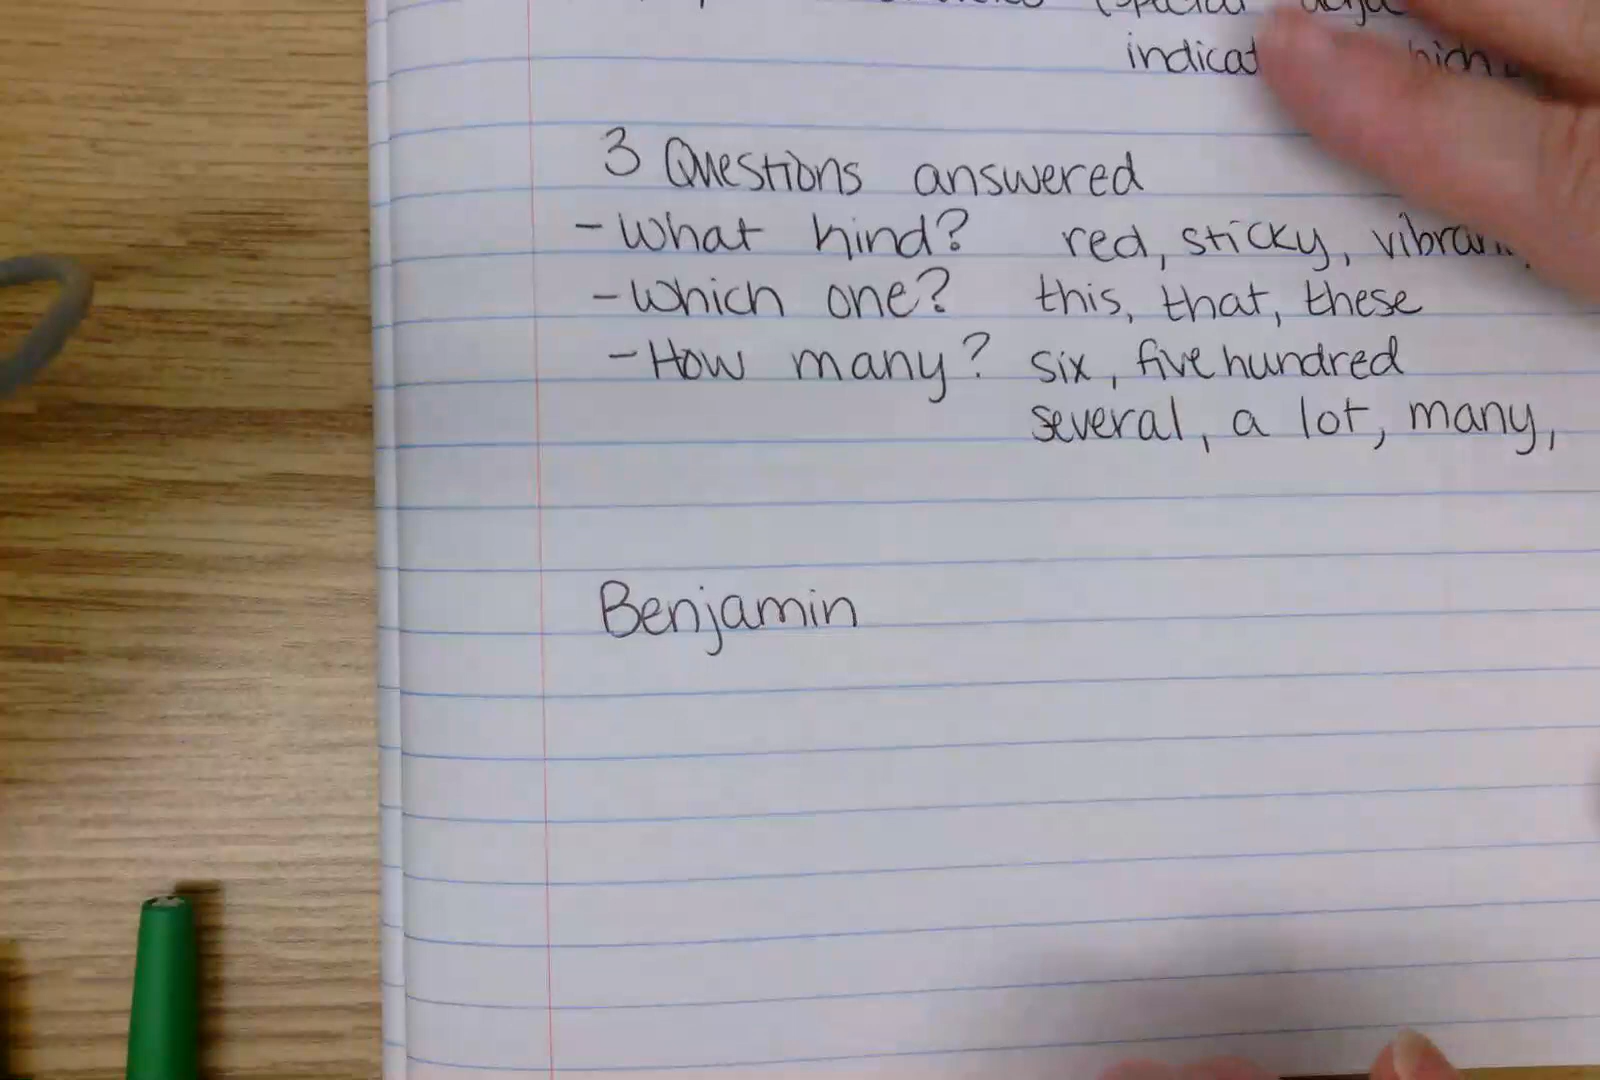 (special
indicat
3 Questions answered
- What kind? red, sticky,
- Which one? this, that, these
- How many? six, five hundred
several, a lot, many,
Benjamin